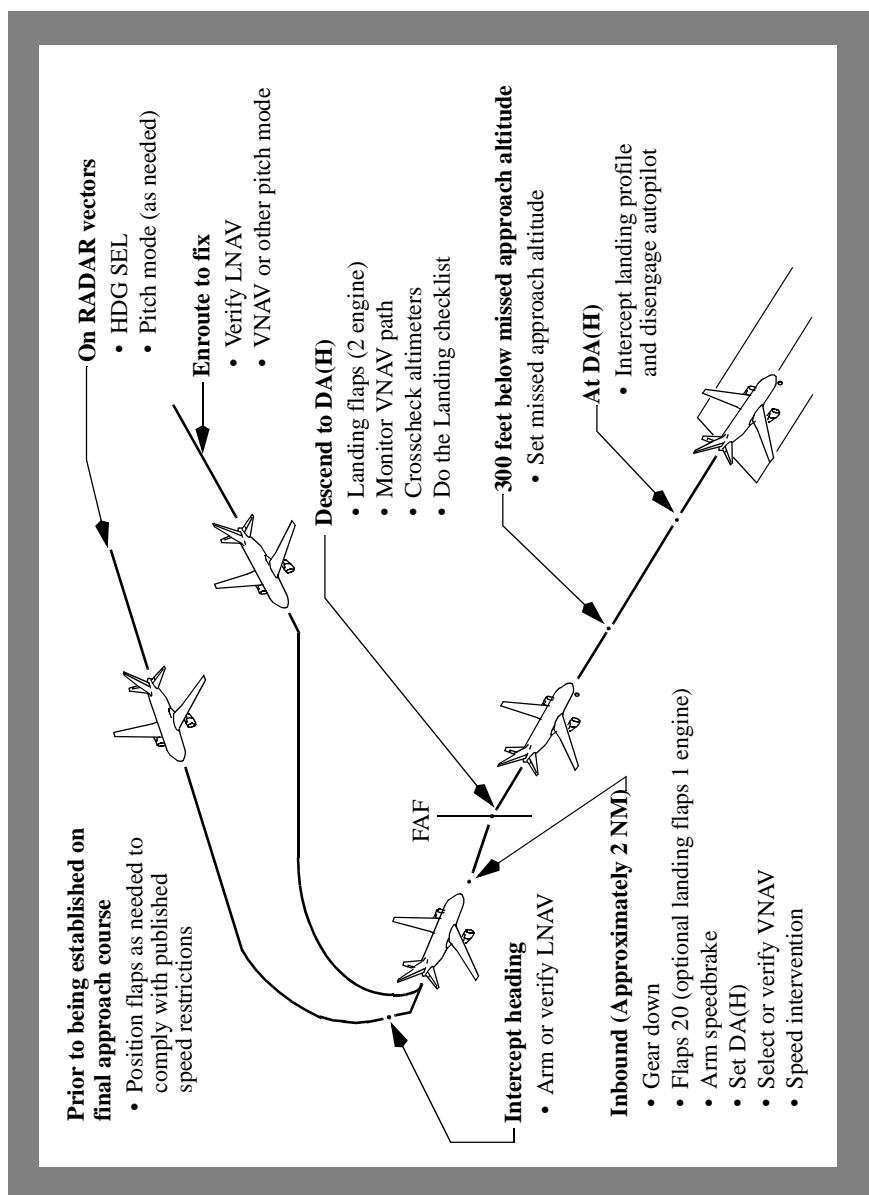 Prior to being established on
final approach course
• Position flaps as needed to
comply with published
speed restrictions
On RADAR vectors
• HDG SEL
• Pitch mode (as needed)
Enroute to fix
• Verify LNAV
• VNAV or other pitch mode
Intercept heading
• Arm or verify LNAV
Inbound (Approximately 2 NM)
• Gear down
• Flaps 20 (optional landing flaps 1 engine)
• Arm speedbrake
• Set DA(H)
• Select or verify VNAV
• Speed intervention
FAF
Descend to DA(H)
• Landing flaps (2 engine)
• Monitor VNAV path
• Crosscheck altimeters
• Do the Landing checklist
300 feet below missed approach altitude
• Set missed approach altitude
At DA(H)
• Intercept landing profile
and disengage autopilot